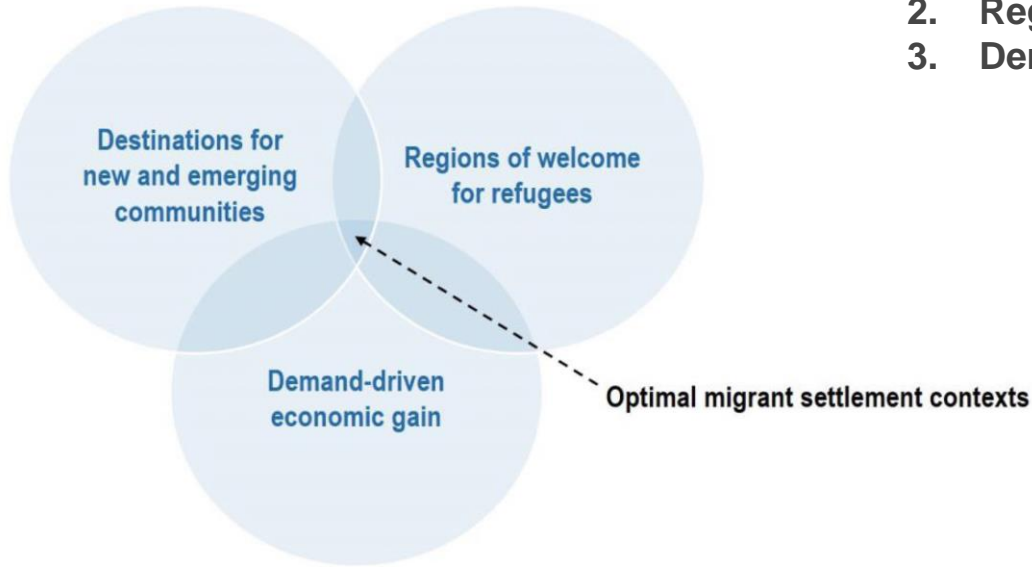 2. Reg
3. Der
Destinations for
new and emerging
communities
Regions of welcome
for refugees
Demand-driven
economic gain
Optimal migrant settlement contexts